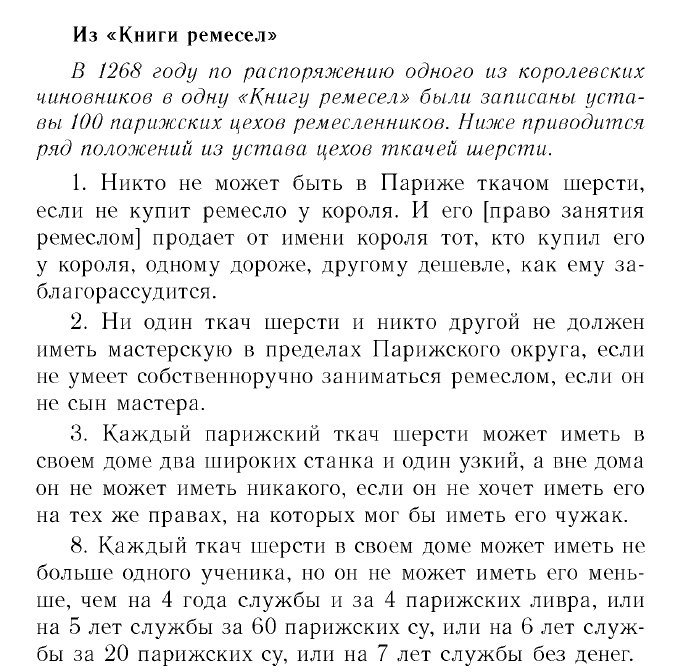 Из «Книги ремесел»
В 1268 году по распоряжению одного из королевских
чиновников в одну «Книгу ремесел» были записаны уста-
вы 100 парижских цехов ремесленников. Ниже приводится
ряд положений из устава цехов ткачей шерсти.
1. Никто не может быть в Париже ткачом шерсти,
если не купит ремесло у короля. И его [право занятия
ремеслом] продает от имени короля тот, кто купил его
у короля, одному дороже, другому дешевле, как ему за-
благорассудится.
2. Ни один ткач шерсти и никто другой не должен
иметь мастерскую в пределах Парижского округа, если
не умеет собственноручно заниматься ремеслом, если он
не сын мастера.
3. Каждый парижский ткач шерсти может иметь в
своем доме два широких станка и один узкий, а вне дома
он не может иметь никакого, если он не хочет иметь его
на тех же правах, на которых мог бы иметь его чужак.
8. Каждый ткач шерсти в своем доме может иметь не
больше одного ученика, но он не может иметь его мень-
ше, чем на 4 года службы и за 4 парижских ливра, или
на 5 лет службы за 60 парижских су, или на 6 лет служ-
бы за 20 парижских су, или на 7 лет службы без денег.